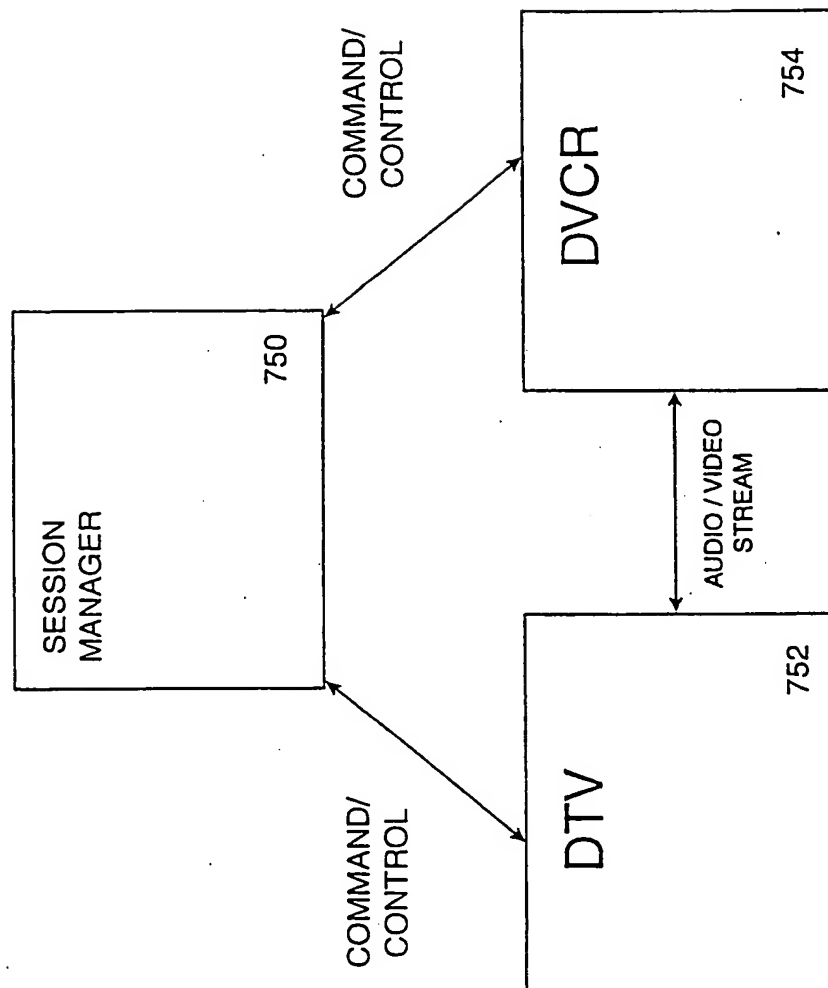 SESSION
MANAGER
750
COMMAND/
CONTROL
COMMAND/
CONTROL
DTV
752
AUDIO / VIDEO
STREAM
DVCR
754